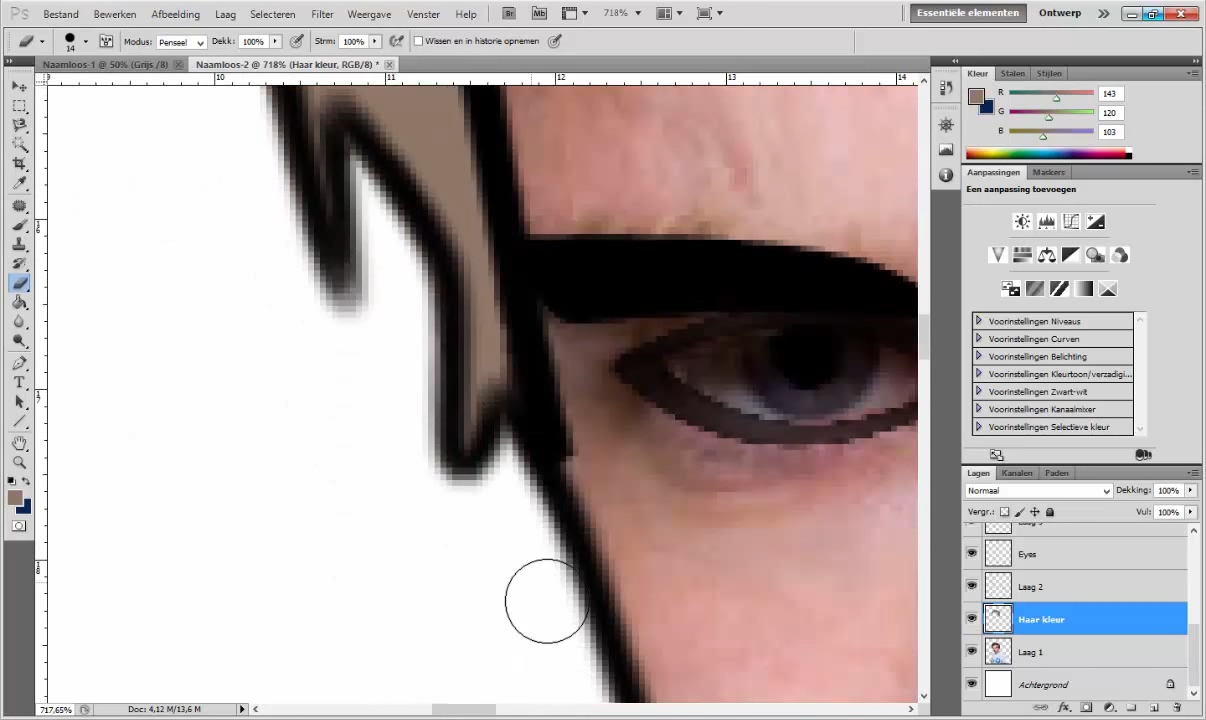 Ps Bestand Bewerken Afbeelding Laag Selecteren Filter Weergave Venster Help Br Mb 718% Essentiële elementen Ontwerp
14 Modus: Penseel Dekk: 100% Strm: 100% Wissen en in historie opnemen
Naamloos-1 @ 50% (Grijs /8) Naamloos-2 @ 718% (Haar kleur, RGB/8) *
9 10 11 12 13 14
16
17
18
Kleur Stalen Stijlen
R 143
G 120
B 103
Aanpassingen Maskers
Een aanpassing toevoegen
Voorinstellingen Niveaus
Voorinstellingen Curven
Voorinstellingen Belichting
Voorinstellingen Kleurtoon/verzadigi...
Voorinstellingen Zwart-wit
Voorinstellingen Kanaalmixer
Voorinstellingen Selectieve kleur
Lagen Kanalen Paden
Normaal Dekking: 100%
Vergr.: Vul: 100%
Eyes
Laag 2
Haar kleur
Laag 1
Achtergrond
717,65% Doc: 4,12 M/13,6 M